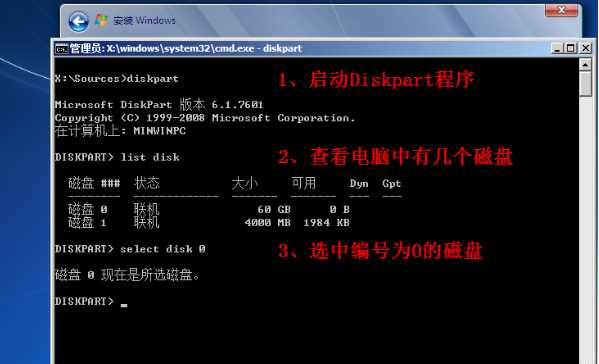 安装 Windows
管理员: X:\windows\system32\cmd.exe - diskpart
X:\Sources>diskpart
1、启动Diskpart程序
Microsoft DiskPart 版本 6.1.7601
Copyright (C) 1999-2008 Microsoft Corporation.
在计算机上: MINWINPC
DISKPART> list disk
2、查看电脑中有几个磁盘
磁盘 ### 状态 大小 可用 Dyn Gpt
-------- ------------- ------- ------- --- ---
磁盘 0 联机 60 GB 0 B
磁盘 1 联机 4000 MB 1984 KB
DISKPART> select disk 0
3、选中编号为0的磁盘
磁盘 0 现在是所选磁盘。
DISKPART> _